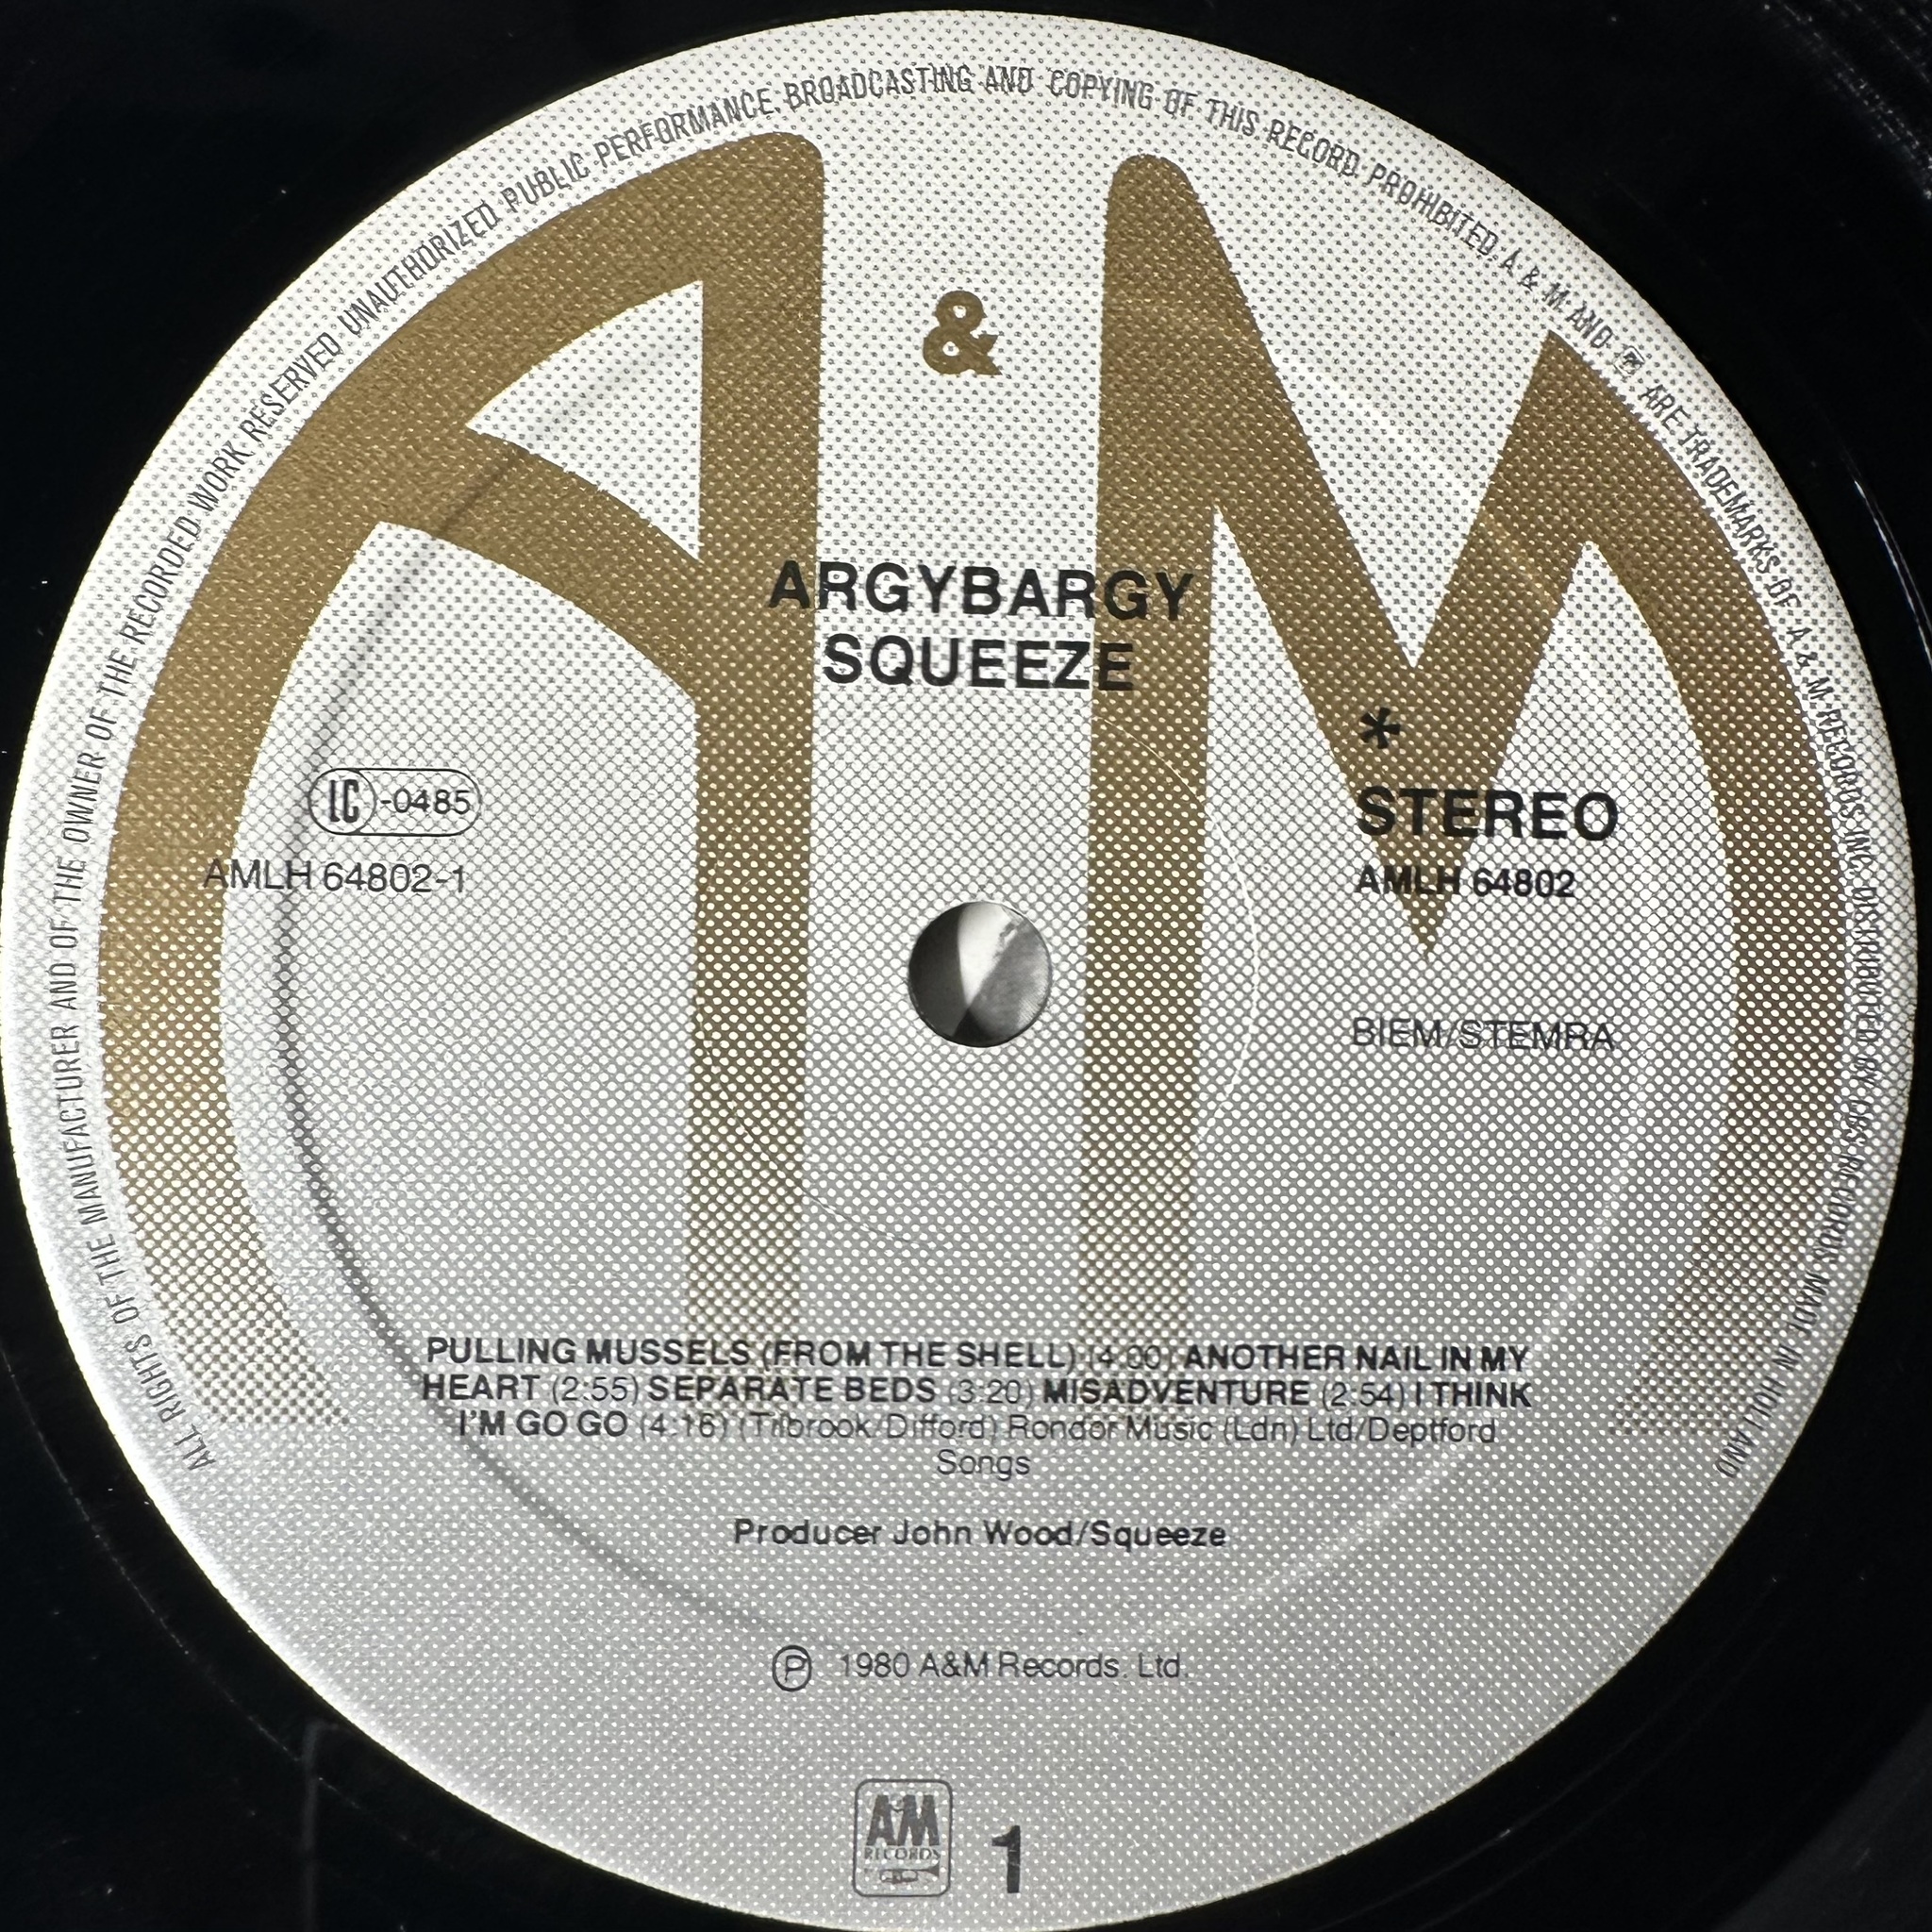 ALL RIGHTS OF THE MANUFACTURER AND OF THE OWNER OF THE RECORDED WORK RESERVED UNAUTHORIZED PUBLIC PERFORMANCE BROADCASTING AND COPYING OF THIS RECORD PROHIBITED. A & M AND ARE TRADEMARKS OF A & M RECORDS INC. DISTRIBUTED BY CBS RECORDS MADE IN HOLLAND
A & M
ARGYBARGY
SQUEEZE
*
LC-0485
STEREO
AMLH 64802-1
AMLH 64802
BIEM/STEMRA
PULLING MUSSELS (FROM THE SHELL) (4.00) ANOTHER NAIL IN MY
HEART (2:55) SEPARATE BEDS (3:20) MISADVENTURE (2:54) I THINK
I'M GO GO (4:16) (Tilbrook/Difford) Rondor Music (Ldn) Ltd/Deptford
Songs
Producer John Wood/Squeeze
Ⓟ 1980 A&M Records. Ltd.
AM
RECORDS
1